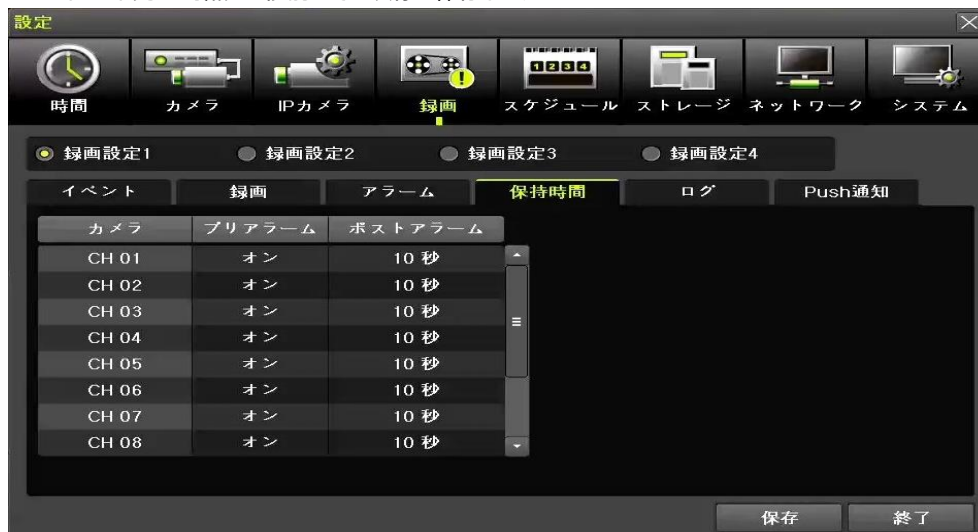 設定
時間 カメラ IPカメラ 録画 スケジュール ストレージ ネットワーク システム
録画設定1 録画設定2 録画設定3 録画設定4
イベント 録画 アラーム 保持時間 ログ Push通知
カメラ プリアラーム ポストアラーム
CH 01 オン 10 秒
CH 02 オン 10 秒
CH 03 オン 10 秒
CH 04 オン 10 秒
CH 05 オン 10 秒
CH 06 オン 10 秒
CH 07 オン 10 秒
CH 08 オン 10 秒
保存 終了